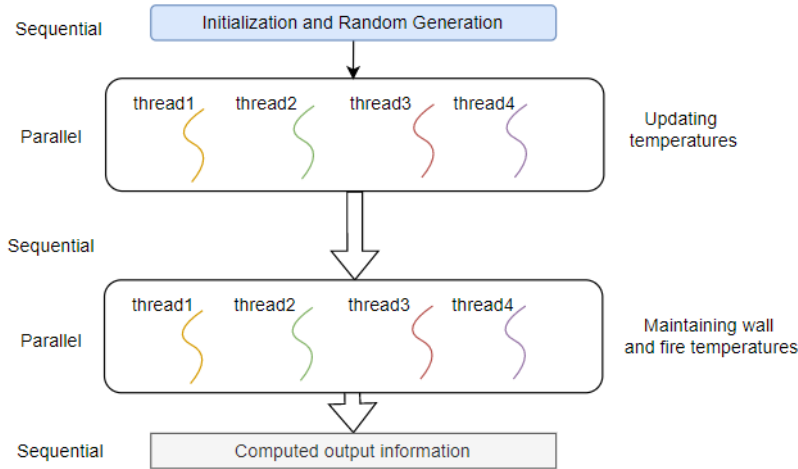 Sequential
Initialization and Random Generation
thread1
thread2
thread3
thread4
Parallel
Updating
temperatures
Sequential
thread1
thread2
thread3
thread4
Parallel
Maintaining wall
and fire temperatures
Sequential
Computed output information